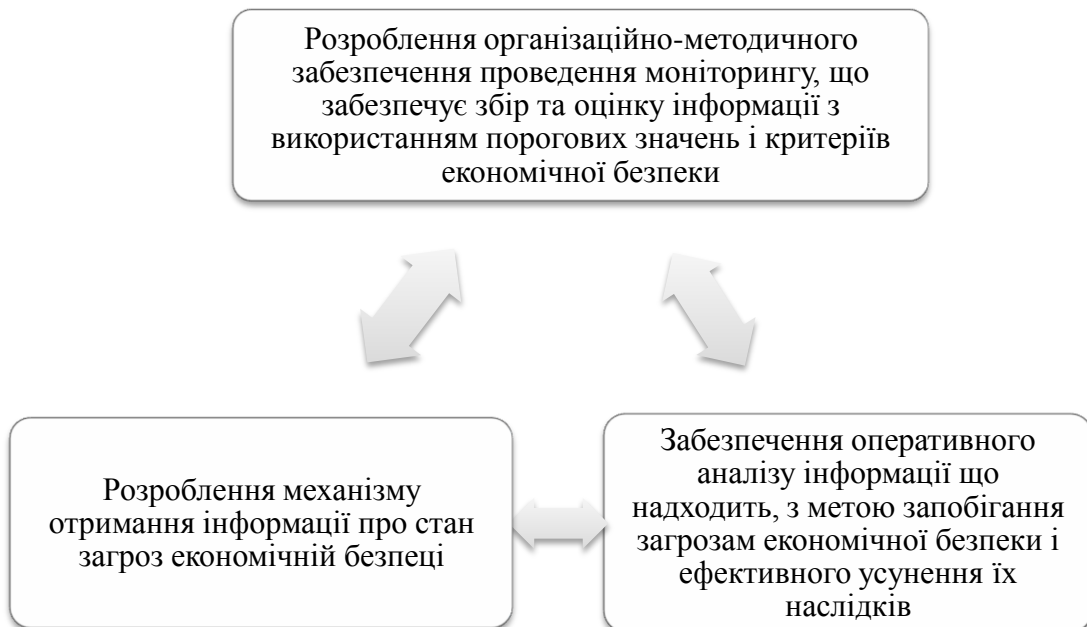 Розроблення організаційно-методичного
забезпечення проведення моніторингу, що
забезпечує збір та оцінку інформації з
використанням порогових значень і критеріїв
економічної безпеки
Розроблення механізму
отримання інформації про стан
загроз економічній безпеці
Забезпечення оперативного
аналізу інформації що
надходить, з метою запобігання
загрозам економічної безпеки і
ефективного усунення їх
наслідків